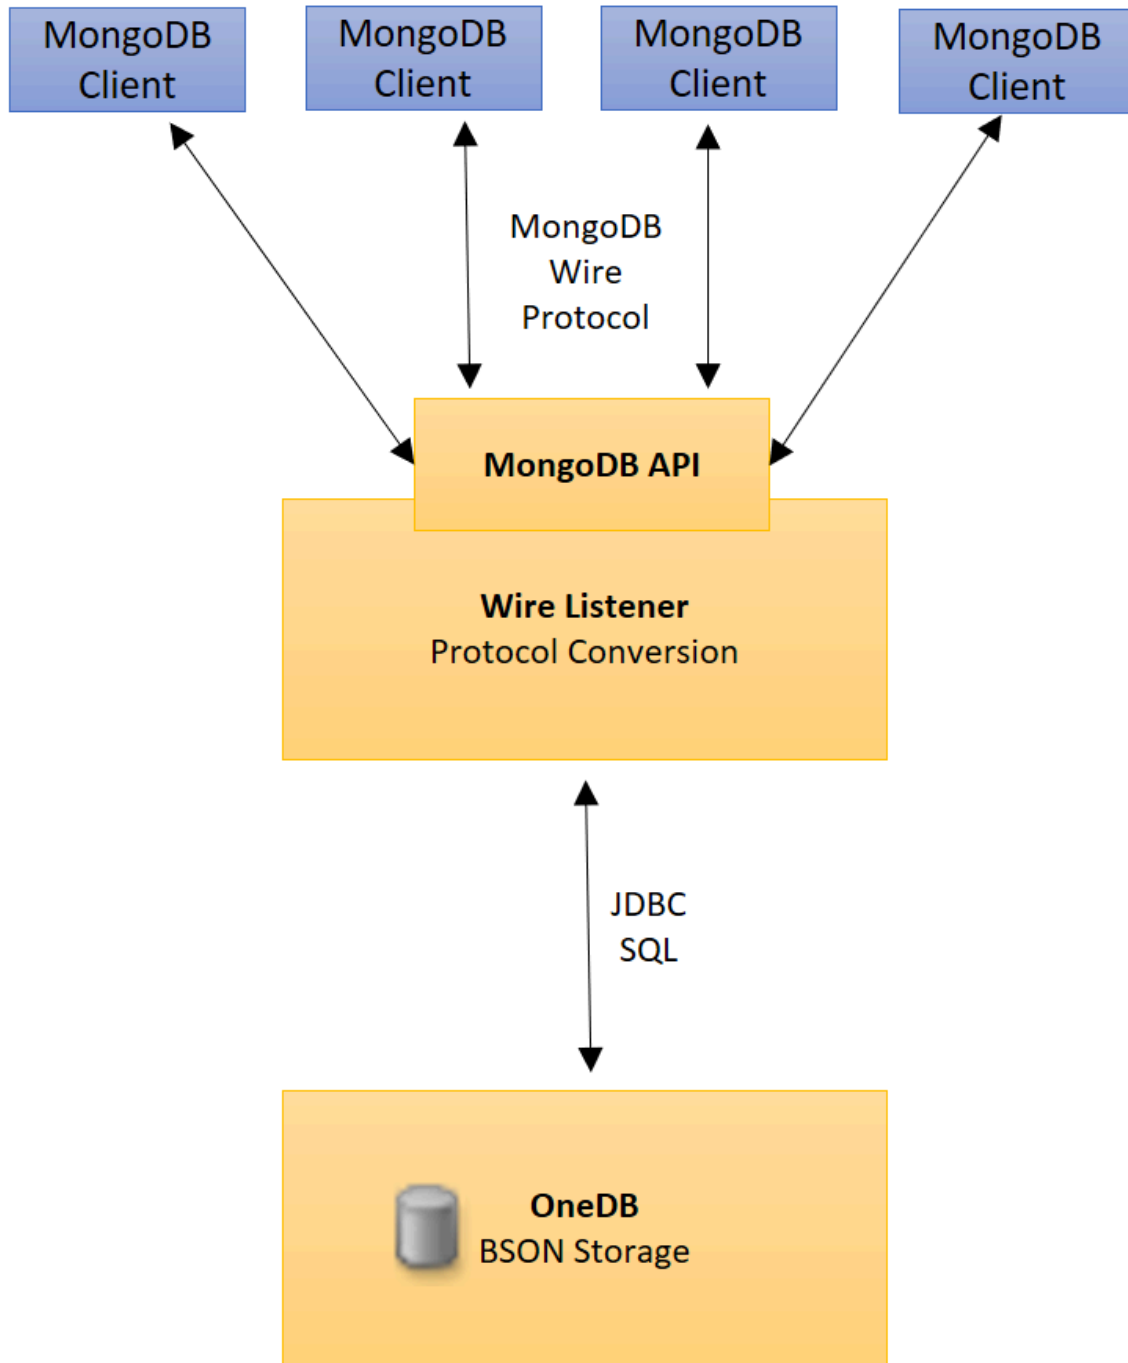 MongoDB
Client
MongoDB
Client
MongoDB
Client
MongoDB
Client
MongoDB
Wire
Protocol
MongoDB API
Wire Listener
Protocol Conversion
JDBC
SQL
OneDB
BSON Storage